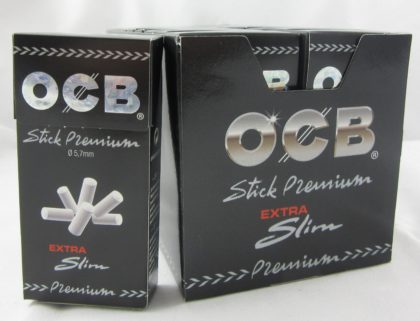 OCB®
Stick Premium
Ø 5,7mm
EXTRA
Slim
Premium
OCB®
Stick Premium
EXTRA
Slim
Premium